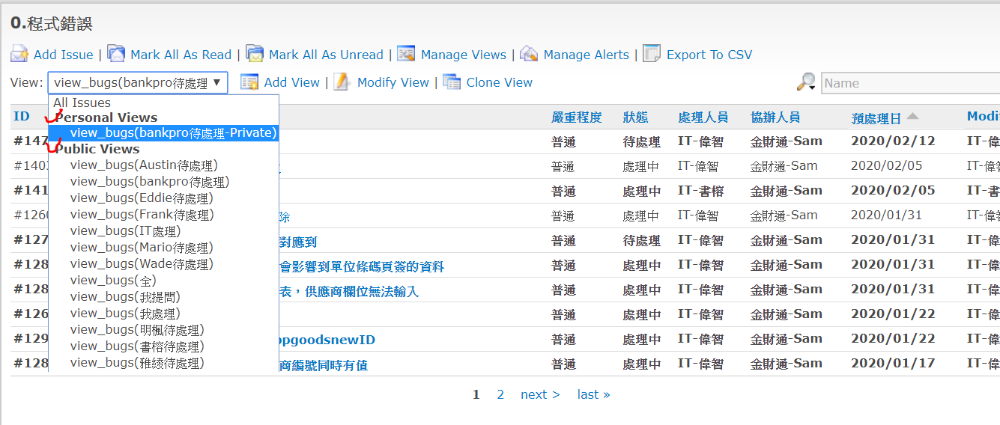 0.程式錯誤
Add Issue | Mark All As Read | Mark All As Unread | Manage Views | Manage Alerts | Export To CSV
View: view_bugs(bankpro待處理 Add View | Modify View | Clone View Name
All Issues
Personal Views
view_bugs(bankpro待處理-Private)
Public Views
view_bugs(Austin待處理)
view_bugs(bankpro待處理)
view_bugs(Eddie待處理)
view_bugs(Frank待處理)
view_bugs(IT處理)
view_bugs(Mario待處理)
view_bugs(Wade待處理)
view_bugs(全)
view_bugs(我提問)
view_bugs(我處理)
view_bugs(明楓待處理)
view_bugs(書榕待處理)
view_bugs(雅綾待處理)
ID 嚴重程度 狀態 處理人員 協辦人員 預處理日 Modi
#147 普通 待處理 IT-偉智 金財通-Sam 2020/02/12 IT-偉
#1403 普通 處理中 IT-偉智 金財通-Sam 2020/02/05 IT-偉智
#141 普通 處理中 IT-書榕 金財通-Sam 2020/02/05 IT-書
#1260 除 普通 處理中 IT-偉智 金財通-Sam 2020/01/31 IT-偉智
#127 對應到 普通 待處理 IT-偉智 金財通-Sam 2020/01/31 IT-偉
#128 會影響到單位條碼頁簽的資料 普通 處理中 IT-偉智 金財通-Sam 2020/01/31 IT-偉
#128 表，供應商欄位無法輸入 普通 處理中 IT-偉智 金財通-Sam 2020/01/31 IT-偉
#126 普通 處理中 IT-偉智 金財通-Sam 2020/01/22 IT-偉
#129 opgoodsnewID 普通 處理中 IT-偉智 金財通-Sam 2020/01/22 IT-偉
#128 商編號同時有值 普通 處理中 IT-偉智 金財通-Sam 2020/01/17 IT-偉
1 2 next > last »